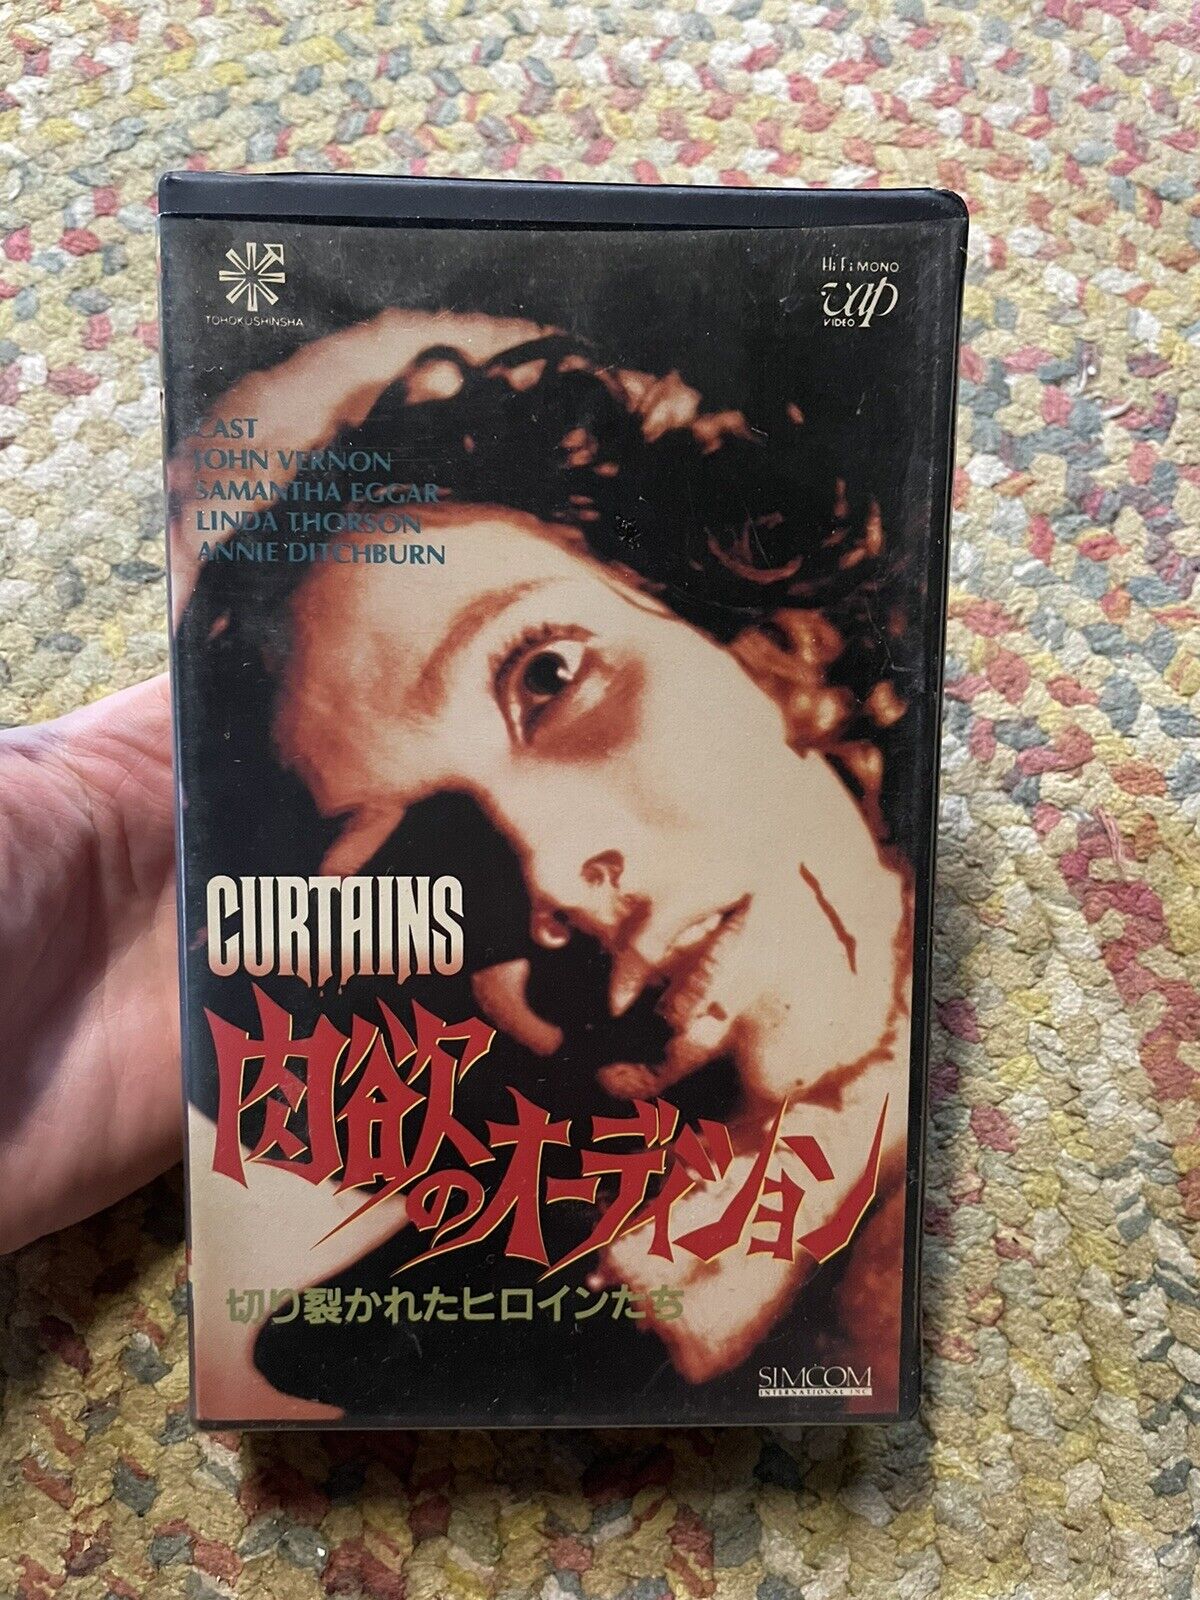 TOHOKUSHINSHA
Hi Fi MONO
vap
VIDEO
CAST
JOHN VERNON
SAMANTHA EGGAR
LINDA THORSON
ANNIE DITCHBURN
CURTAINS
肉欲のオーディション
切り裂かれたヒロインたち
SIMCOM
INTERNATIONAL INC